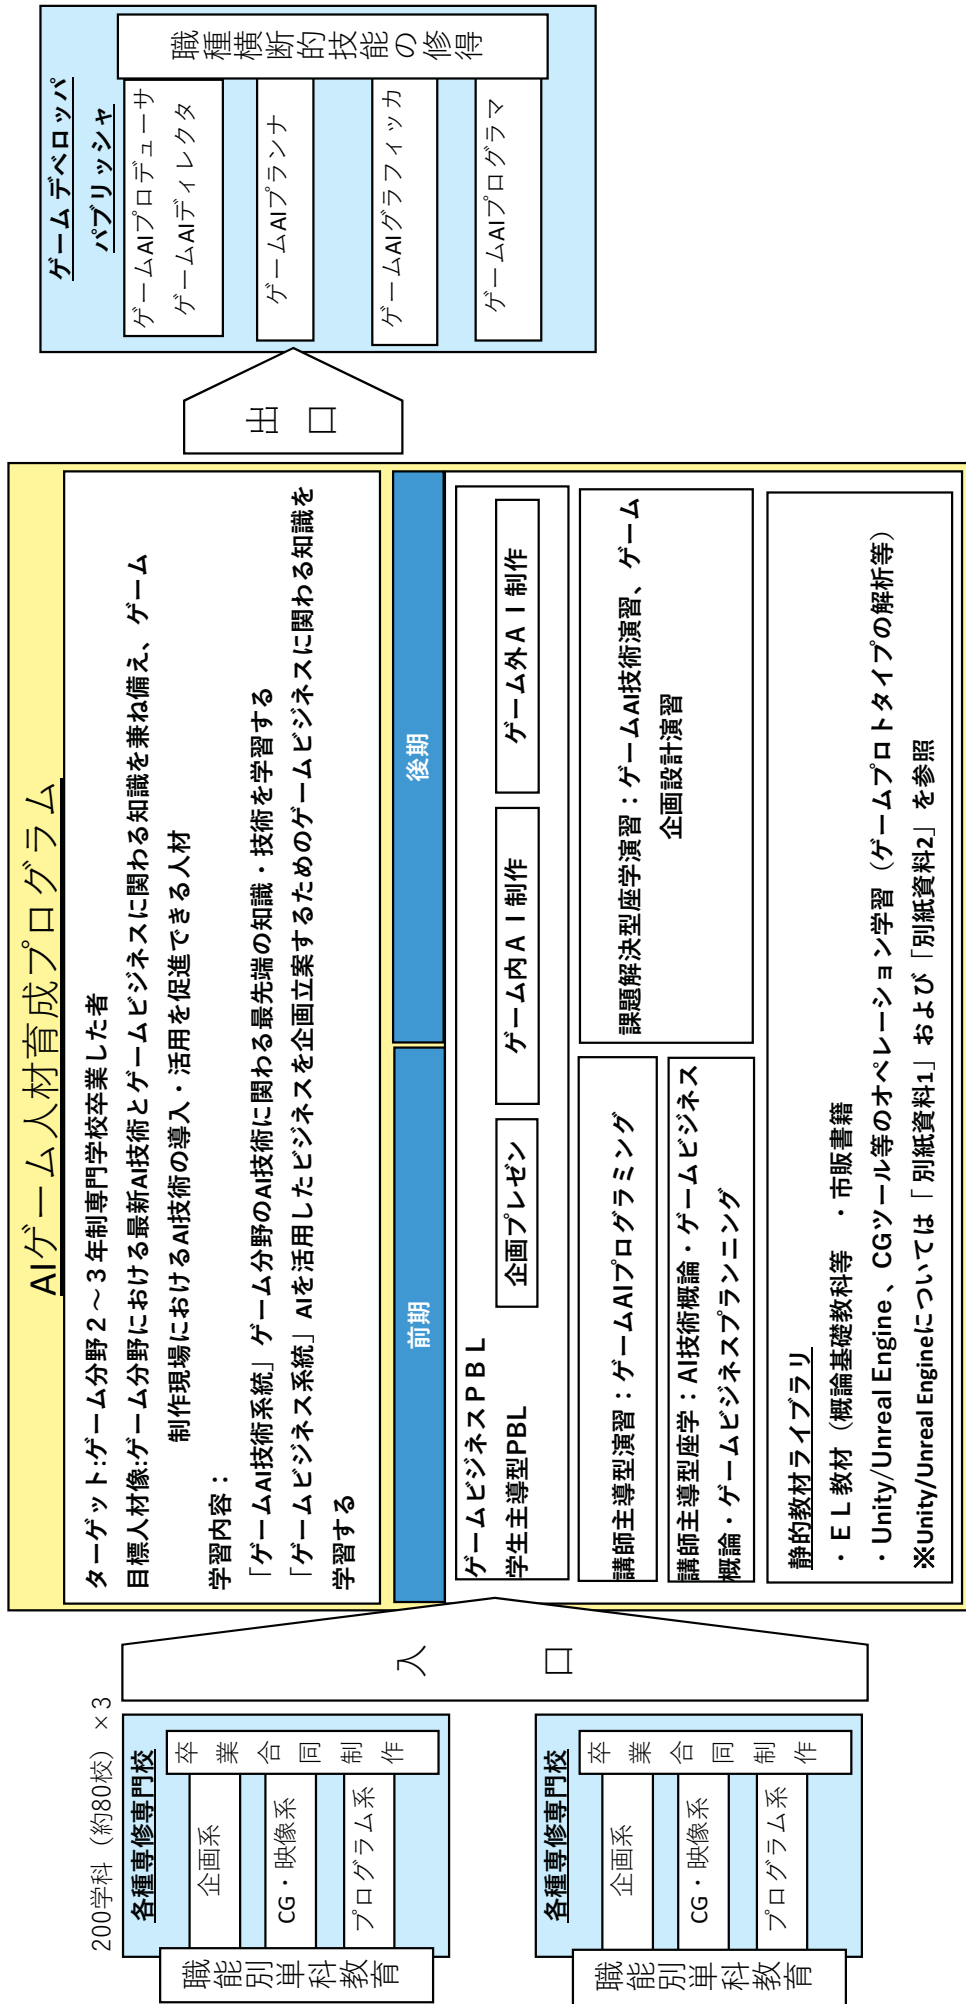 200学科（約80校）×3
各種専修専門校
職能別単科教育
企画系
CG・映像系
プログラム系
卒業合同制作
各種専修専門校
職能別単科教育
企画系
CG・映像系
プログラム系
卒業合同制作
入口
AIゲーム人材育成プログラム
ターゲット:ゲーム分野２～３年制専門学校卒業した者
目標人材像:ゲーム分野における最新AI技術とゲームビジネスに関わる知識を兼ね備え、ゲーム
制作現場におけるAI技術の導入・活用を促進できる人材
学習内容：
「ゲームAI技術系統」ゲーム分野のAI技術に関わる最先端の知識・技術を学習する
「ゲームビジネス系統」AIを活用したビジネスを企画立案するためのゲームビジネスに関わる知識を
学習する
前期
後期
ゲームビジネスＰＢＬ
学生主導型PBL
企画プレゼン
ゲーム内ＡＩ制作
ゲーム外ＡＩ制作
講師主導型演習：ゲームAIプログラミング
講師主導型座学：AI技術概論・ゲームビジネス
概論・ゲームビジネスプランニング
課題解決型座学演習：ゲームAI技術演習、ゲーム
企画設計演習
静的教材ライブラリ
・ＥＬ教材（概論基礎教科等　・市販書籍
・Unity/Unreal Engine 、CGツール等のオペレーション学習（ゲームプロトタイプの解析等）
※Unity/Unreal Engineについては「別紙資料1」および「別紙資料2」を参照
出口
ゲームデベロッパ
パブリッシャ
ゲームAIプロデューサ
ゲームAIディレクタ
ゲームAIプランナ
ゲームAIグラフィッカ
ゲームAIプログラマ
職種横断的技能の修得